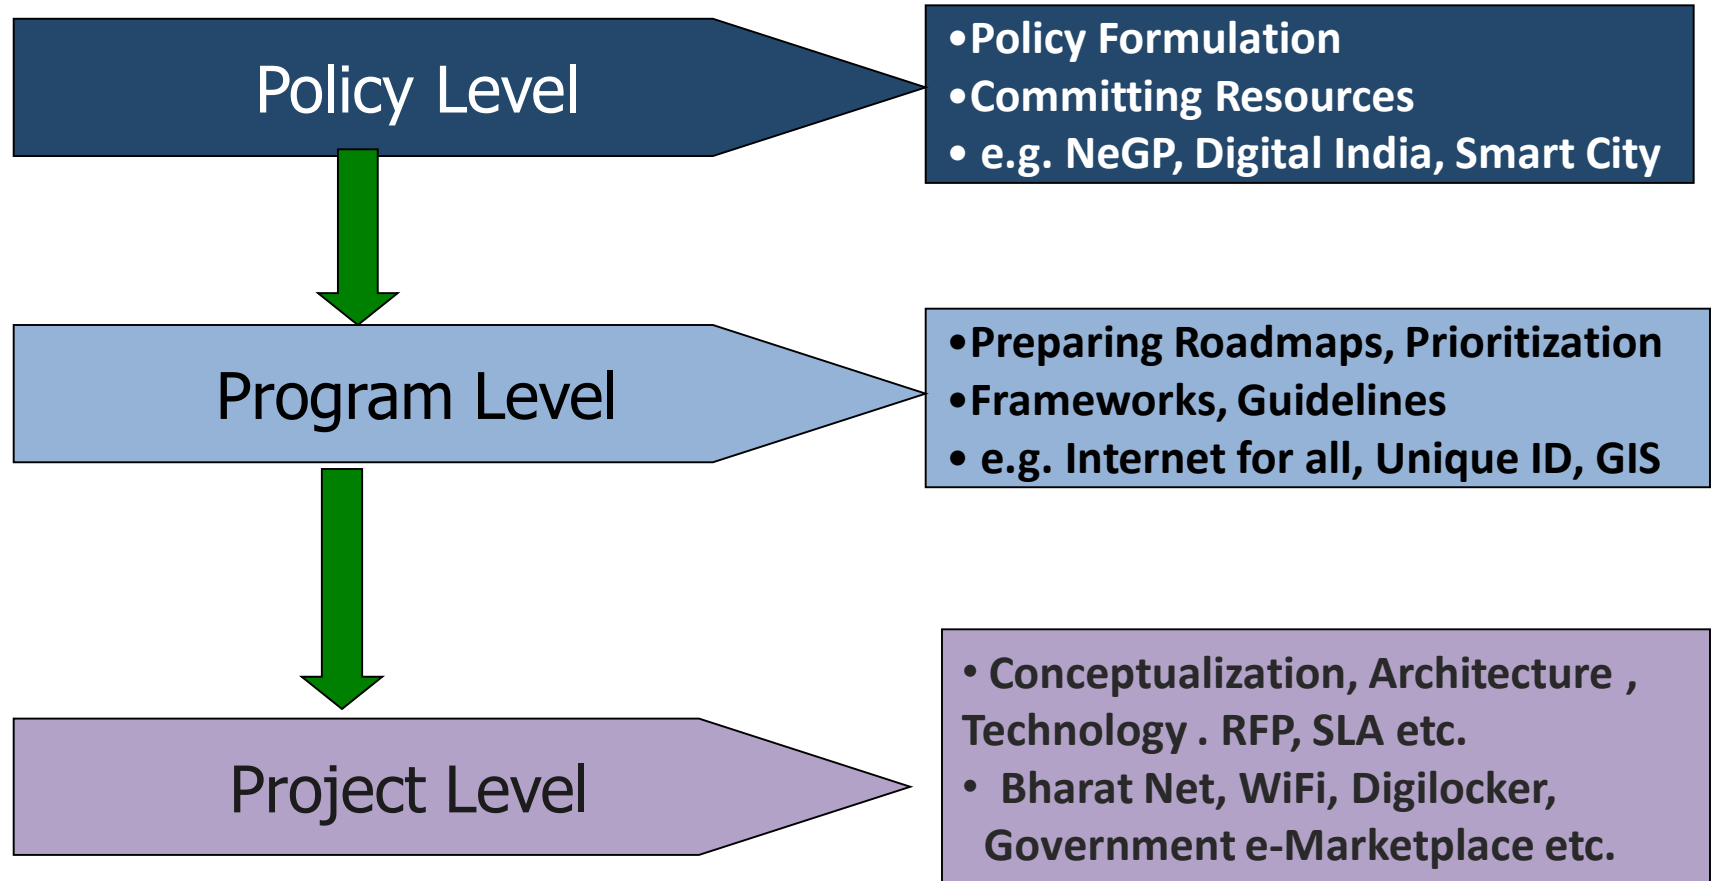 Policy Level
•Policy Formulation
•Committing Resources
• e.g. NeGP, Digital India, Smart City
Program Level
•Preparing Roadmaps, Prioritization
•Frameworks, Guidelines
• e.g. Internet for all, Unique ID, GIS
Project Level
• Conceptualization, Architecture ,
Technology . RFP, SLA etc.
• Bharat Net, WiFi, Digilocker,
Government e-Marketplace etc.